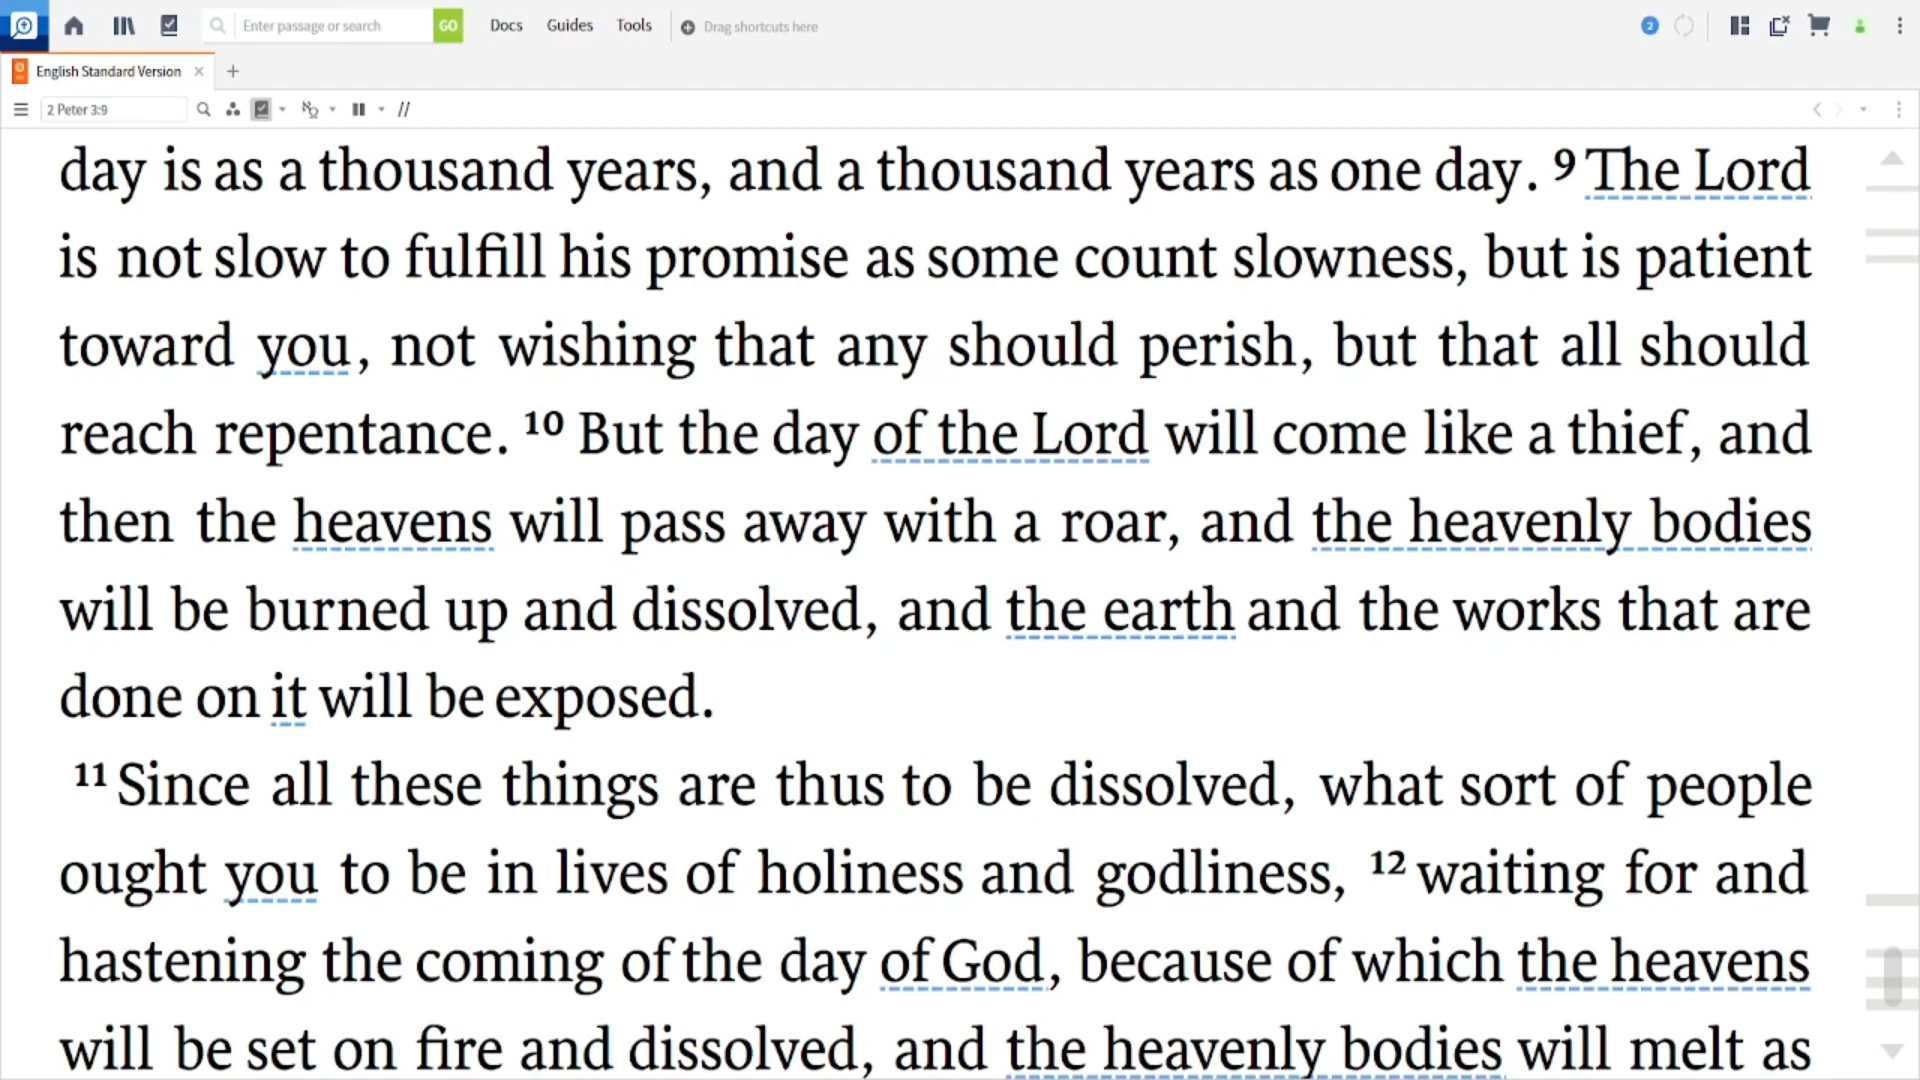 Enter passage or search GO Docs Guides Tools Drag shortcuts here 2
English Standard Version
2 Peter 3:9
day is as a thousand years, and a thousand years as one day. 9 The Lord
is not slow to fulfill his promise as some count slowness, but is patient
toward you, not wishing that any should perish, but that all should
reach repentance. 10 But the day of the Lord will come like a thief, and
then the heavens will pass away with a roar, and the heavenly bodies
will be burned up and dissolved, and the earth and the works that are
done on it will be exposed.
11 Since all these things are thus to be dissolved, what sort of people
ought you to be in lives of holiness and godliness, 12 waiting for and
hastening the coming of the day of God, because of which the heavens
will be set on fire and dissolved, and the heavenly bodies will melt as